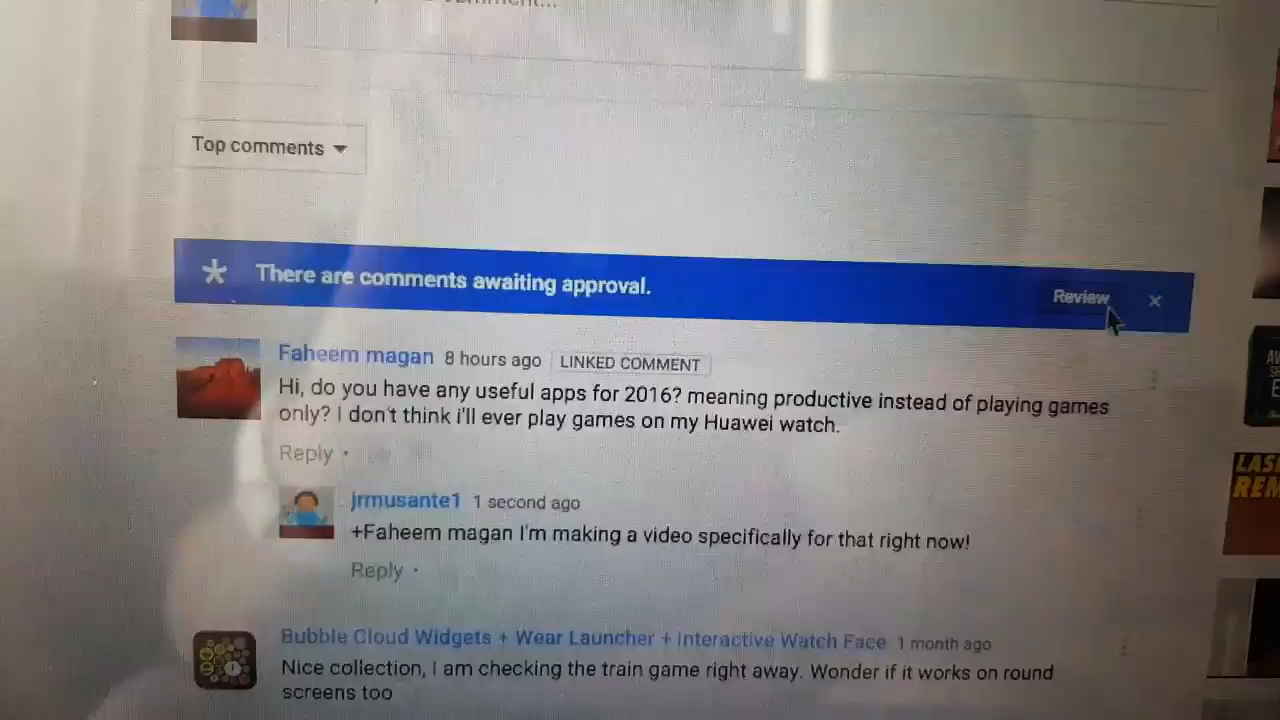 Top comments
There are comments awaiting approval.
Review
Faheem magan 8 hours ago LINKED COMMENT
Hi, do you have any useful apps for 2016? meaning productive instead of playing games
only? I don't think i'll ever play games on my Huawei watch.
Reply
jrmusante1 1 second ago
+Faheem magan I'm making a video specifically for that right now!
Reply
Bubble Cloud Widgets + Wear Launcher + Interactive Watch Face 1 month ago
Nice collection, I am checking the train game right away. Wonder if it works on round
screens too